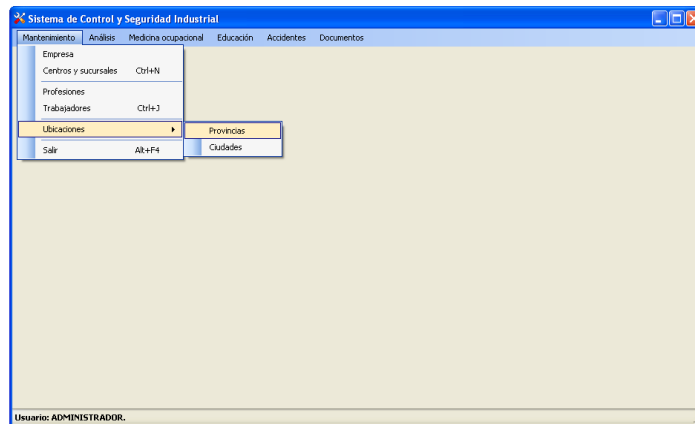 Sistema de Control y Seguridad Industrial
Mantenimiento Análisis Medicina ocupacional Educación Accidentes Documentos
Empresa
Centros y sucursales Ctrl+N
Profesiones
Trabajadores Ctrl+J
Ubicaciones Provincias
Ciudades
Salir Alt+F4
Usuario: ADMINISTRADOR.